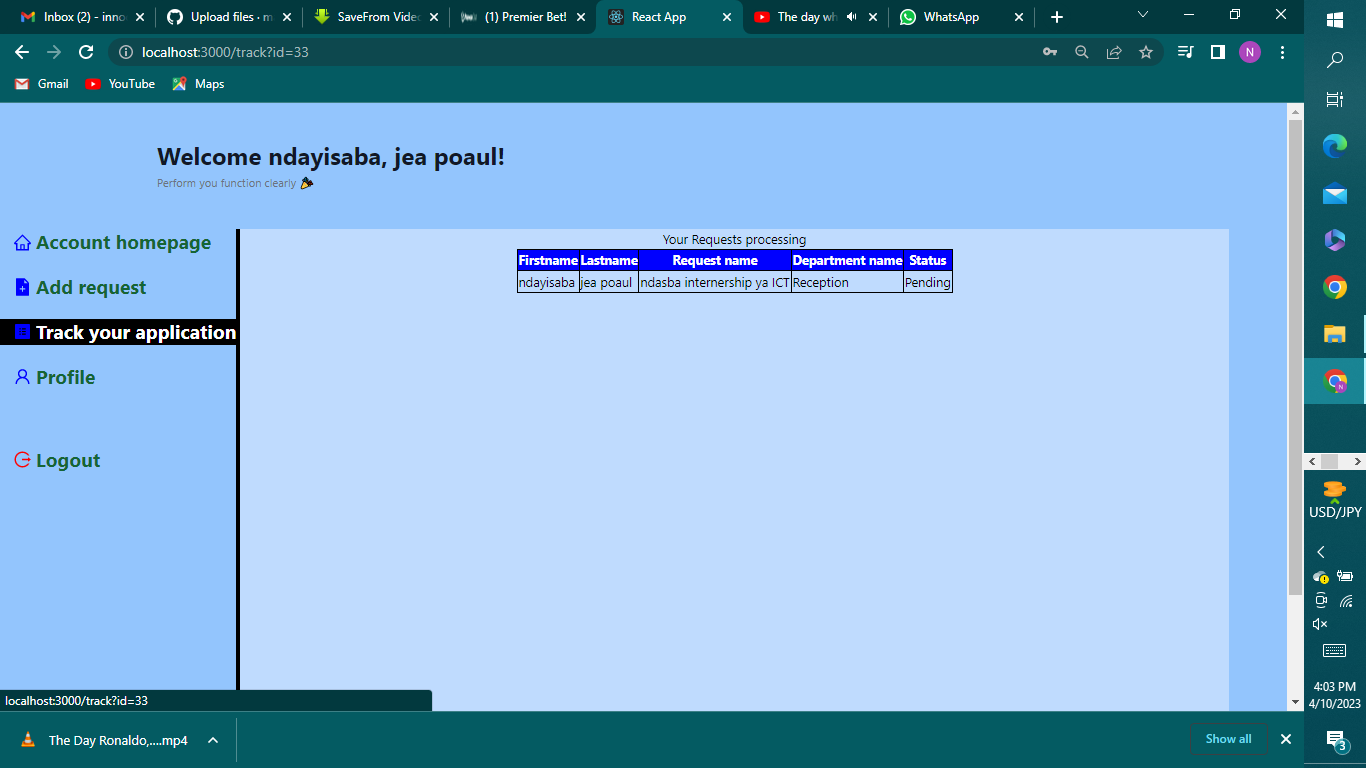 Inbox (2) - inno
Upload files · m
SaveFrom Video
(1) Premier Bet!
React App
The day wh
WhatsApp
localhost:3000/track?id=33
N
Gmail
YouTube
Maps
Welcome ndayisaba, jea poaul!
Perform you function clearly
Account homepage
Add request
Track your application
Profile
Logout
Your Requests processing
Firstname Lastname Request name Department name Status
ndayisaba jea poaul ndasba internership ya ICT Reception Pending
localhost:3000/track?id=33
The Day Ronaldo,....mp4
Show all
N
USD/JPY
4:03 PM
4/10/2023
3